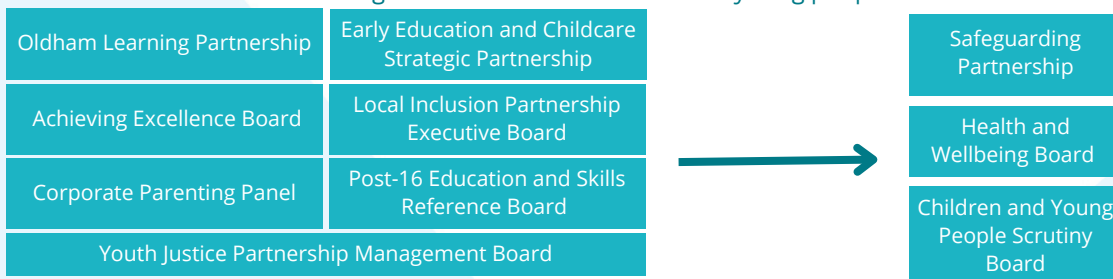 Oldham Learning Partnership
Early Education and Childcare
Strategic Partnership
Achieving Excellence Board
Local Inclusion Partnership
Executive Board
Corporate Parenting Panel
Post-16 Education and Skills
Reference Board
Youth Justice Partnership Management Board
Safeguarding
Partnership
Health and
Wellbeing Board
Children and Young
People Scrutiny
Board